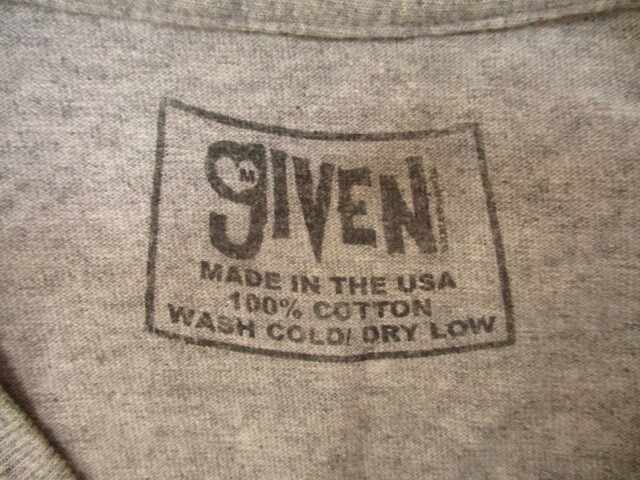 gIVEN
M
MADE IN THE USA
100% COTTON
WASH COLD/ DRY LOW